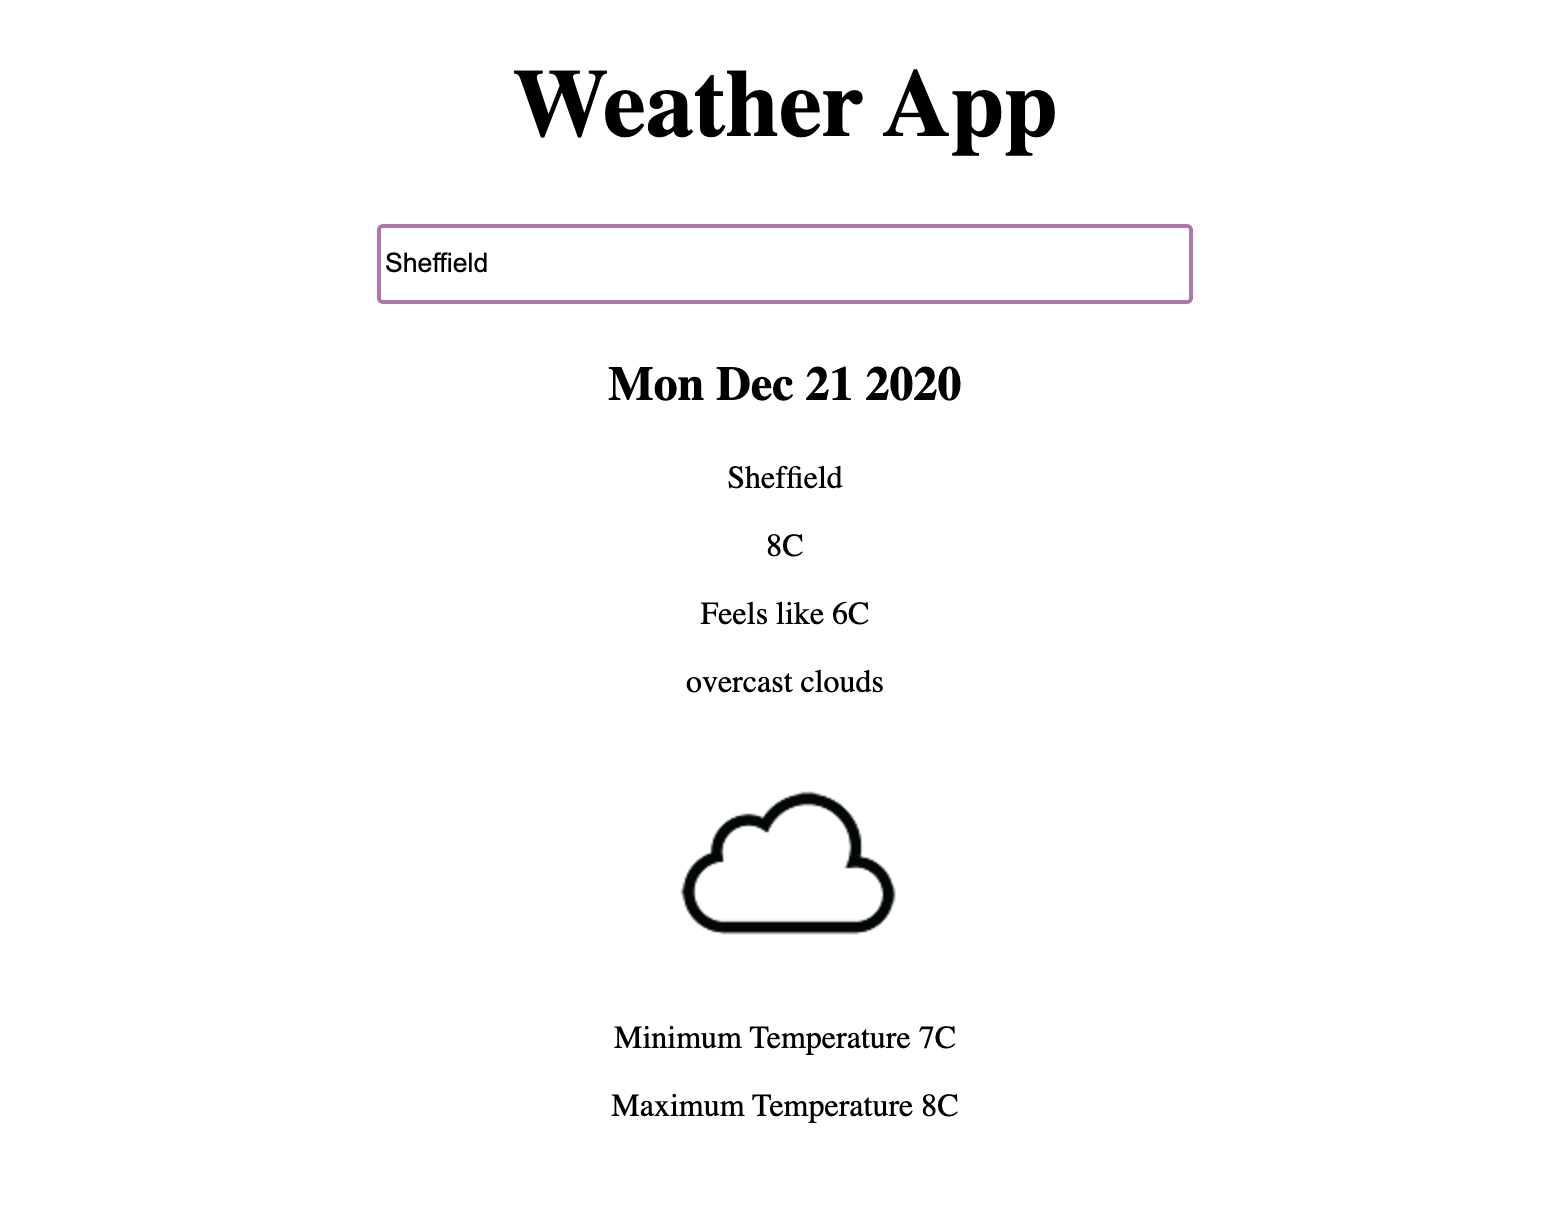 Weather App
Sheffield
Mon Dec 21 2020
Sheffield
8C
Feels like 6C
overcast clouds
Minimum Temperature 7C
Maximum Temperature 8C